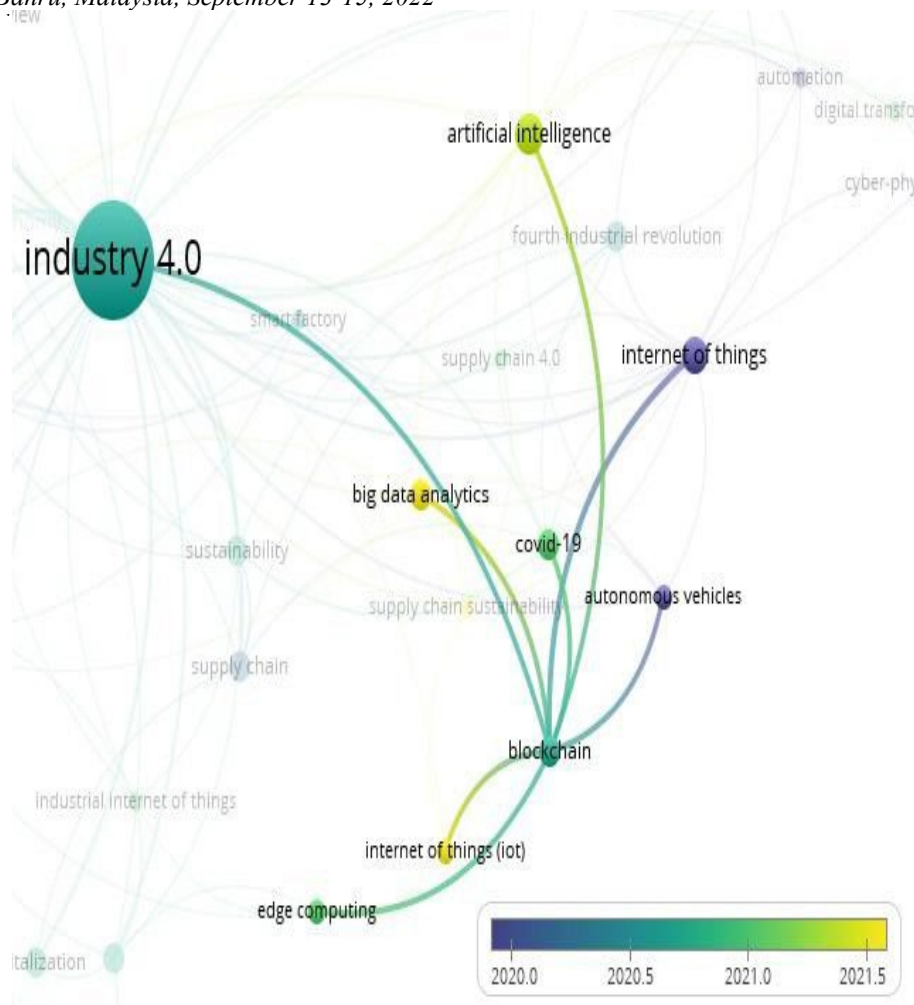 Bahru, Malaysia, September 13-15, 2022
automation
artificial intelligence
digital transfo
cyber-phy
fourth industrial revolution
industry 4.0
smart factory
supply chain 4.0
internet of things
big data analytics
covid-19
sustainability
autonomous vehicles
supply chain sustainability
supply chain
blockchain
industrial internet of things
internet of things (iot)
edge computing
talization
2020.0 2020.5 2021.0 2021.5